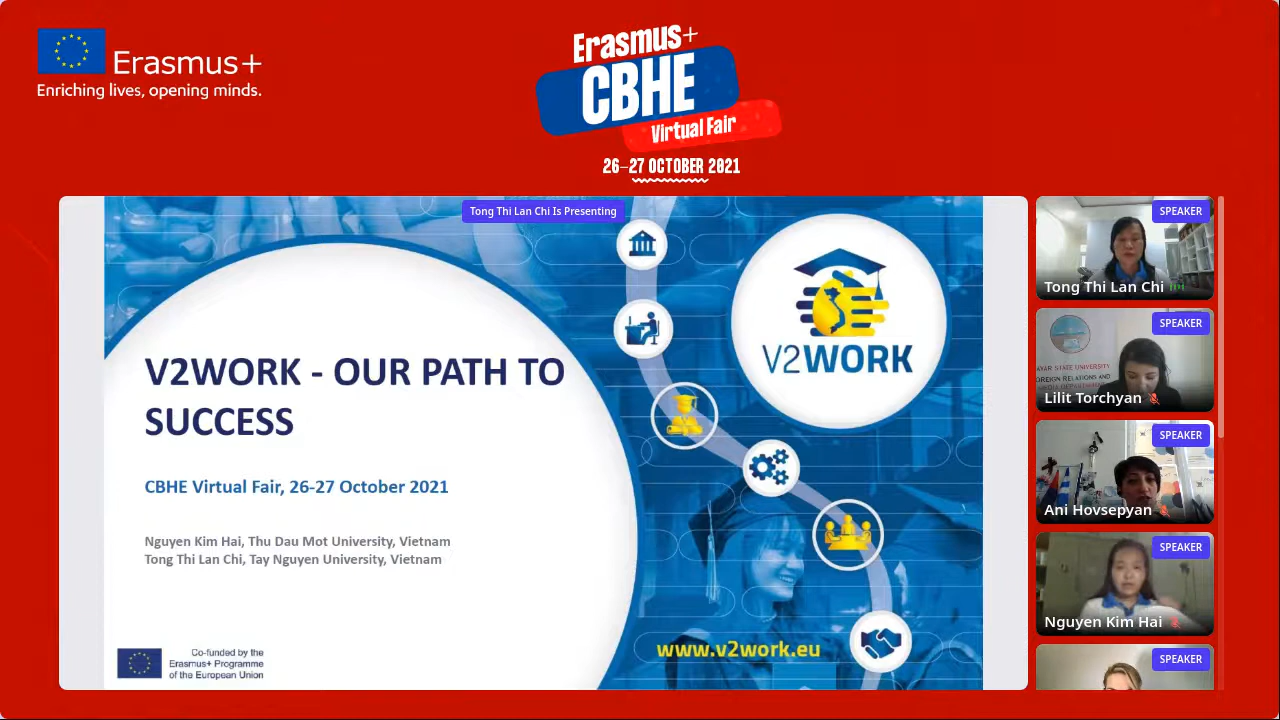 Erasmus+
Enriching lives, opening minds.
Erasmus+
CBHE
Virtual Fair
26–27 OCTOBER 2021
Tong Thi Lan Chi Is Presenting
V2WORK
V2WORK - OUR PATH TO
SUCCESS
CBHE Virtual Fair, 26-27 October 2021
Nguyen Kim Hai, Thu Dau Mot University, Vietnam
Tong Thi Lan Chi, Tay Nguyen University, Vietnam
Co-funded by the
Erasmus+ Programme
of the European Union
www.v2work.eu
SPEAKER
Tong Thi Lan Chi
SPEAKER
STATE UNIVERSITY
RELATIONS AND
Lilit Torchyan
SPEAKER
Ani Hovsepyan
SPEAKER
Nguyen Kim Hai
SPEAKER